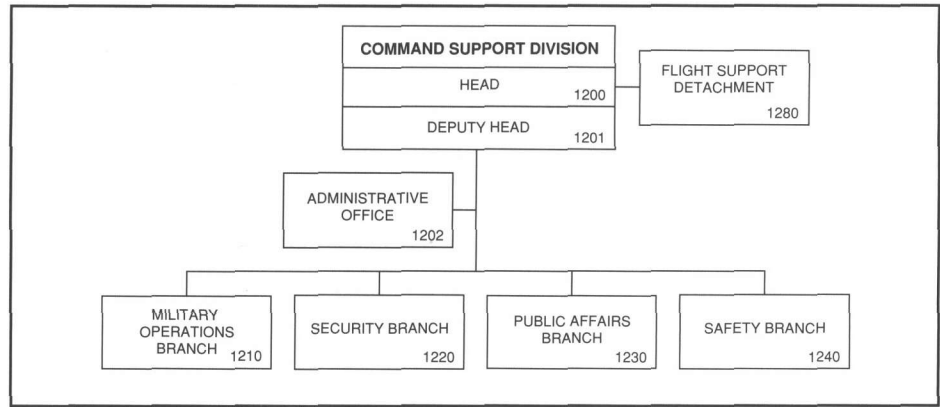 COMMAND SUPPORT DIVISION
HEAD
1200
DEPUTY HEAD
1201
FLIGHT SUPPORT
DETACHMENT
1280
ADMINISTRATIVE
OFFICE
1202
MILITARY
OPERATIONS
BRANCH
1210
SECURITY BRANCH
1220
PUBLIC AFFAIRS
BRANCH
1230
SAFETY BRANCH
1240